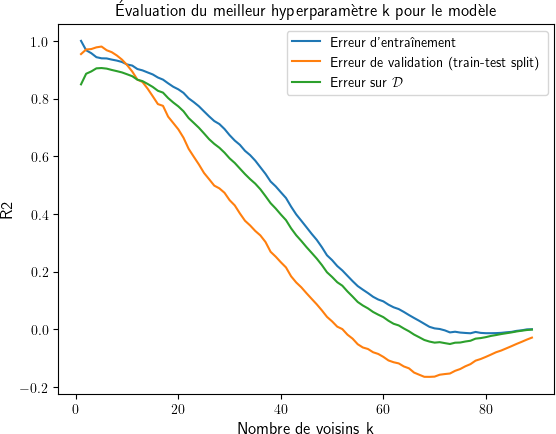 Évaluation du meilleur hyperparamètre k pour le modèle
Erreur d'entraînement
Erreur de validation (train-test split)
Erreur sur 𝒟
R2
1.0
0.8
0.6
0.4
0.2
0.0
−0.2
0 20 40 60 80
Nombre de voisins k